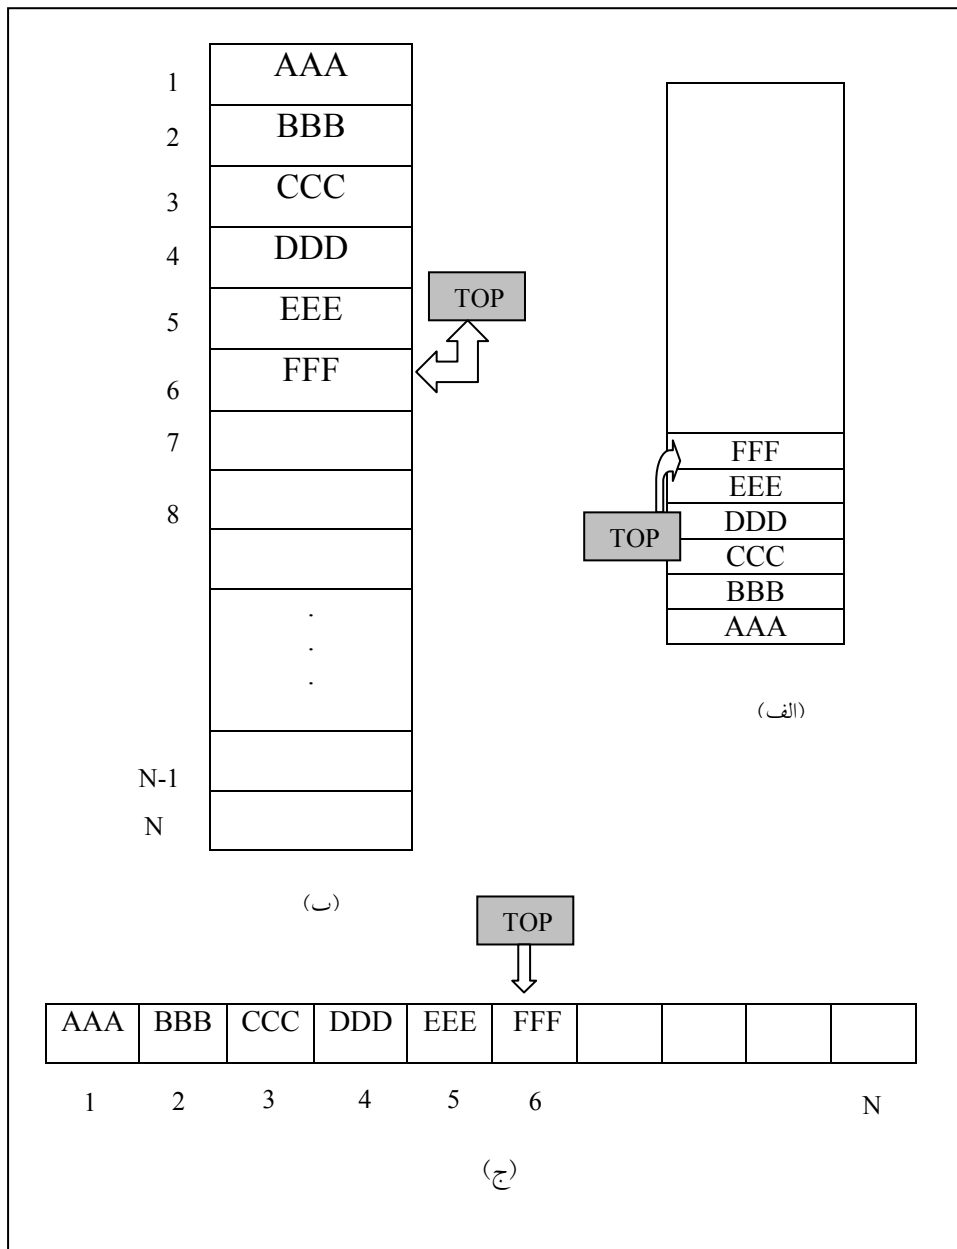 1 AAA
2 BBB
3 CCC
4 DDD
5 EEE
6 FFF
7
8
.
.
.
N-1
N
TOP
(ب)
FFF
EEE
DDD
CCC
BBB
AAA
TOP
(الف)
TOP
AAA BBB CCC DDD EEE FFF
1 2 3 4 5 6 N
(ج)